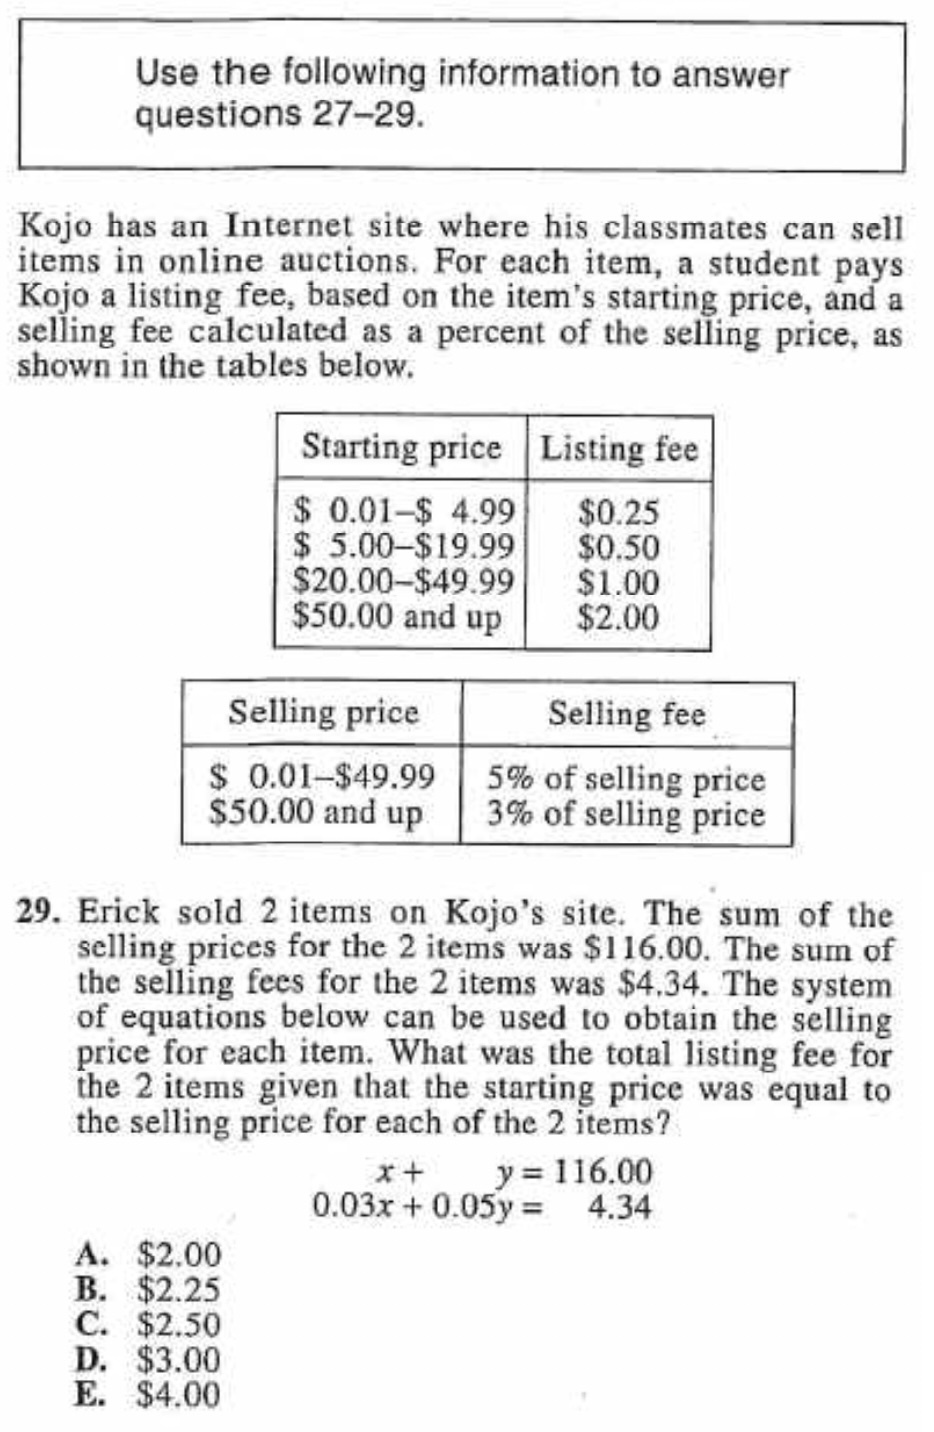 Use the following information to answer
questions 27–29.
Kojo has an Internet site where his classmates can sell
items in online auctions. For each item, a student pays
Kojo a listing fee, based on the item's starting price, and a
selling fee calculated as a percent of the selling price, as
shown in the tables below.
Starting price Listing fee
$ 0.01–$ 4.99 $0.25
$ 5.00–$19.99 $0.50
$20.00–$49.99 $1.00
$50.00 and up $2.00
Selling price Selling fee
$ 0.01–$49.99 5% of selling price
$50.00 and up 3% of selling price
29. Erick sold 2 items on Kojo's site. The sum of the
selling prices for the 2 items was $116.00. The sum of
the selling fees for the 2 items was $4.34. The system
of equations below can be used to obtain the selling
price for each item. What was the total listing fee for
the 2 items given that the starting price was equal to
the selling price for each of the 2 items?
x + y = 116.00
0.03x + 0.05y = 4.34
A. $2.00
B. $2.25
C. $2.50
D. $3.00
E. $4.00